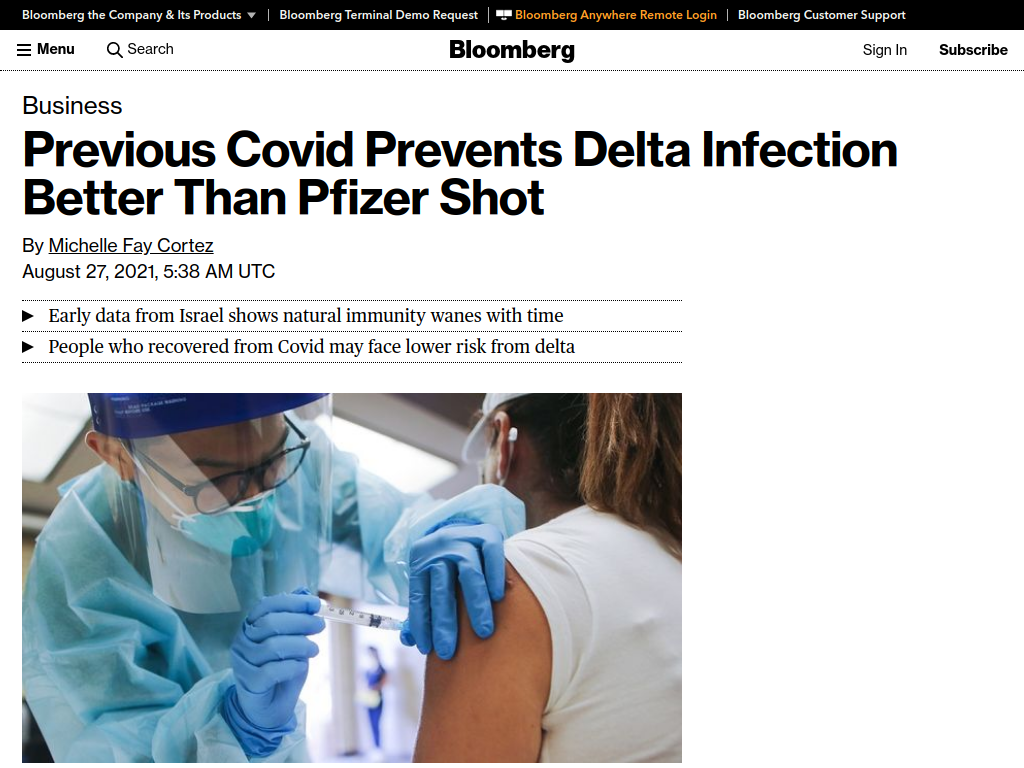 Bloomberg the Company & Its Products
Bloomberg Terminal Demo Request
Bloomberg Anywhere Remote Login
Bloomberg Customer Support
Menu
Search
Bloomberg
Sign In
Subscribe
Business
Previous Covid Prevents Delta Infection
Better Than Pfizer Shot
By Michelle Fay Cortez
August 27, 2021, 5:38 AM UTC
Early data from Israel shows natural immunity wanes with time
People who recovered from Covid may face lower risk from delta